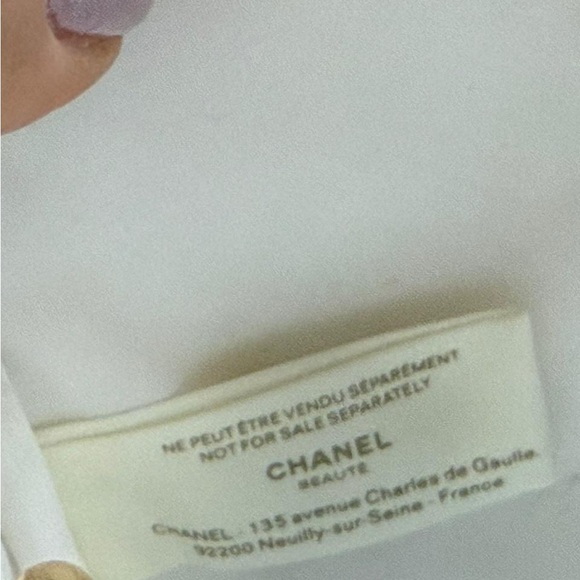 NE PEUT ÊTRE VENDU SÉPAREMENT
NOT FOR SALE SEPARATELY
CHANEL
BEAUTÉ
CHANEL - 135 avenue Charles de Gaulle
92200 Neuilly-sur-Seine - France